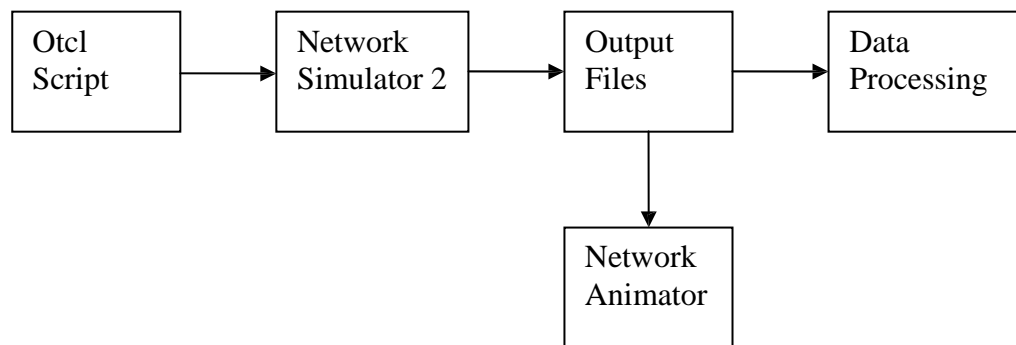 Otcl
Script
Network
Simulator 2
Output
Files
Data
Processing
Network
Animator